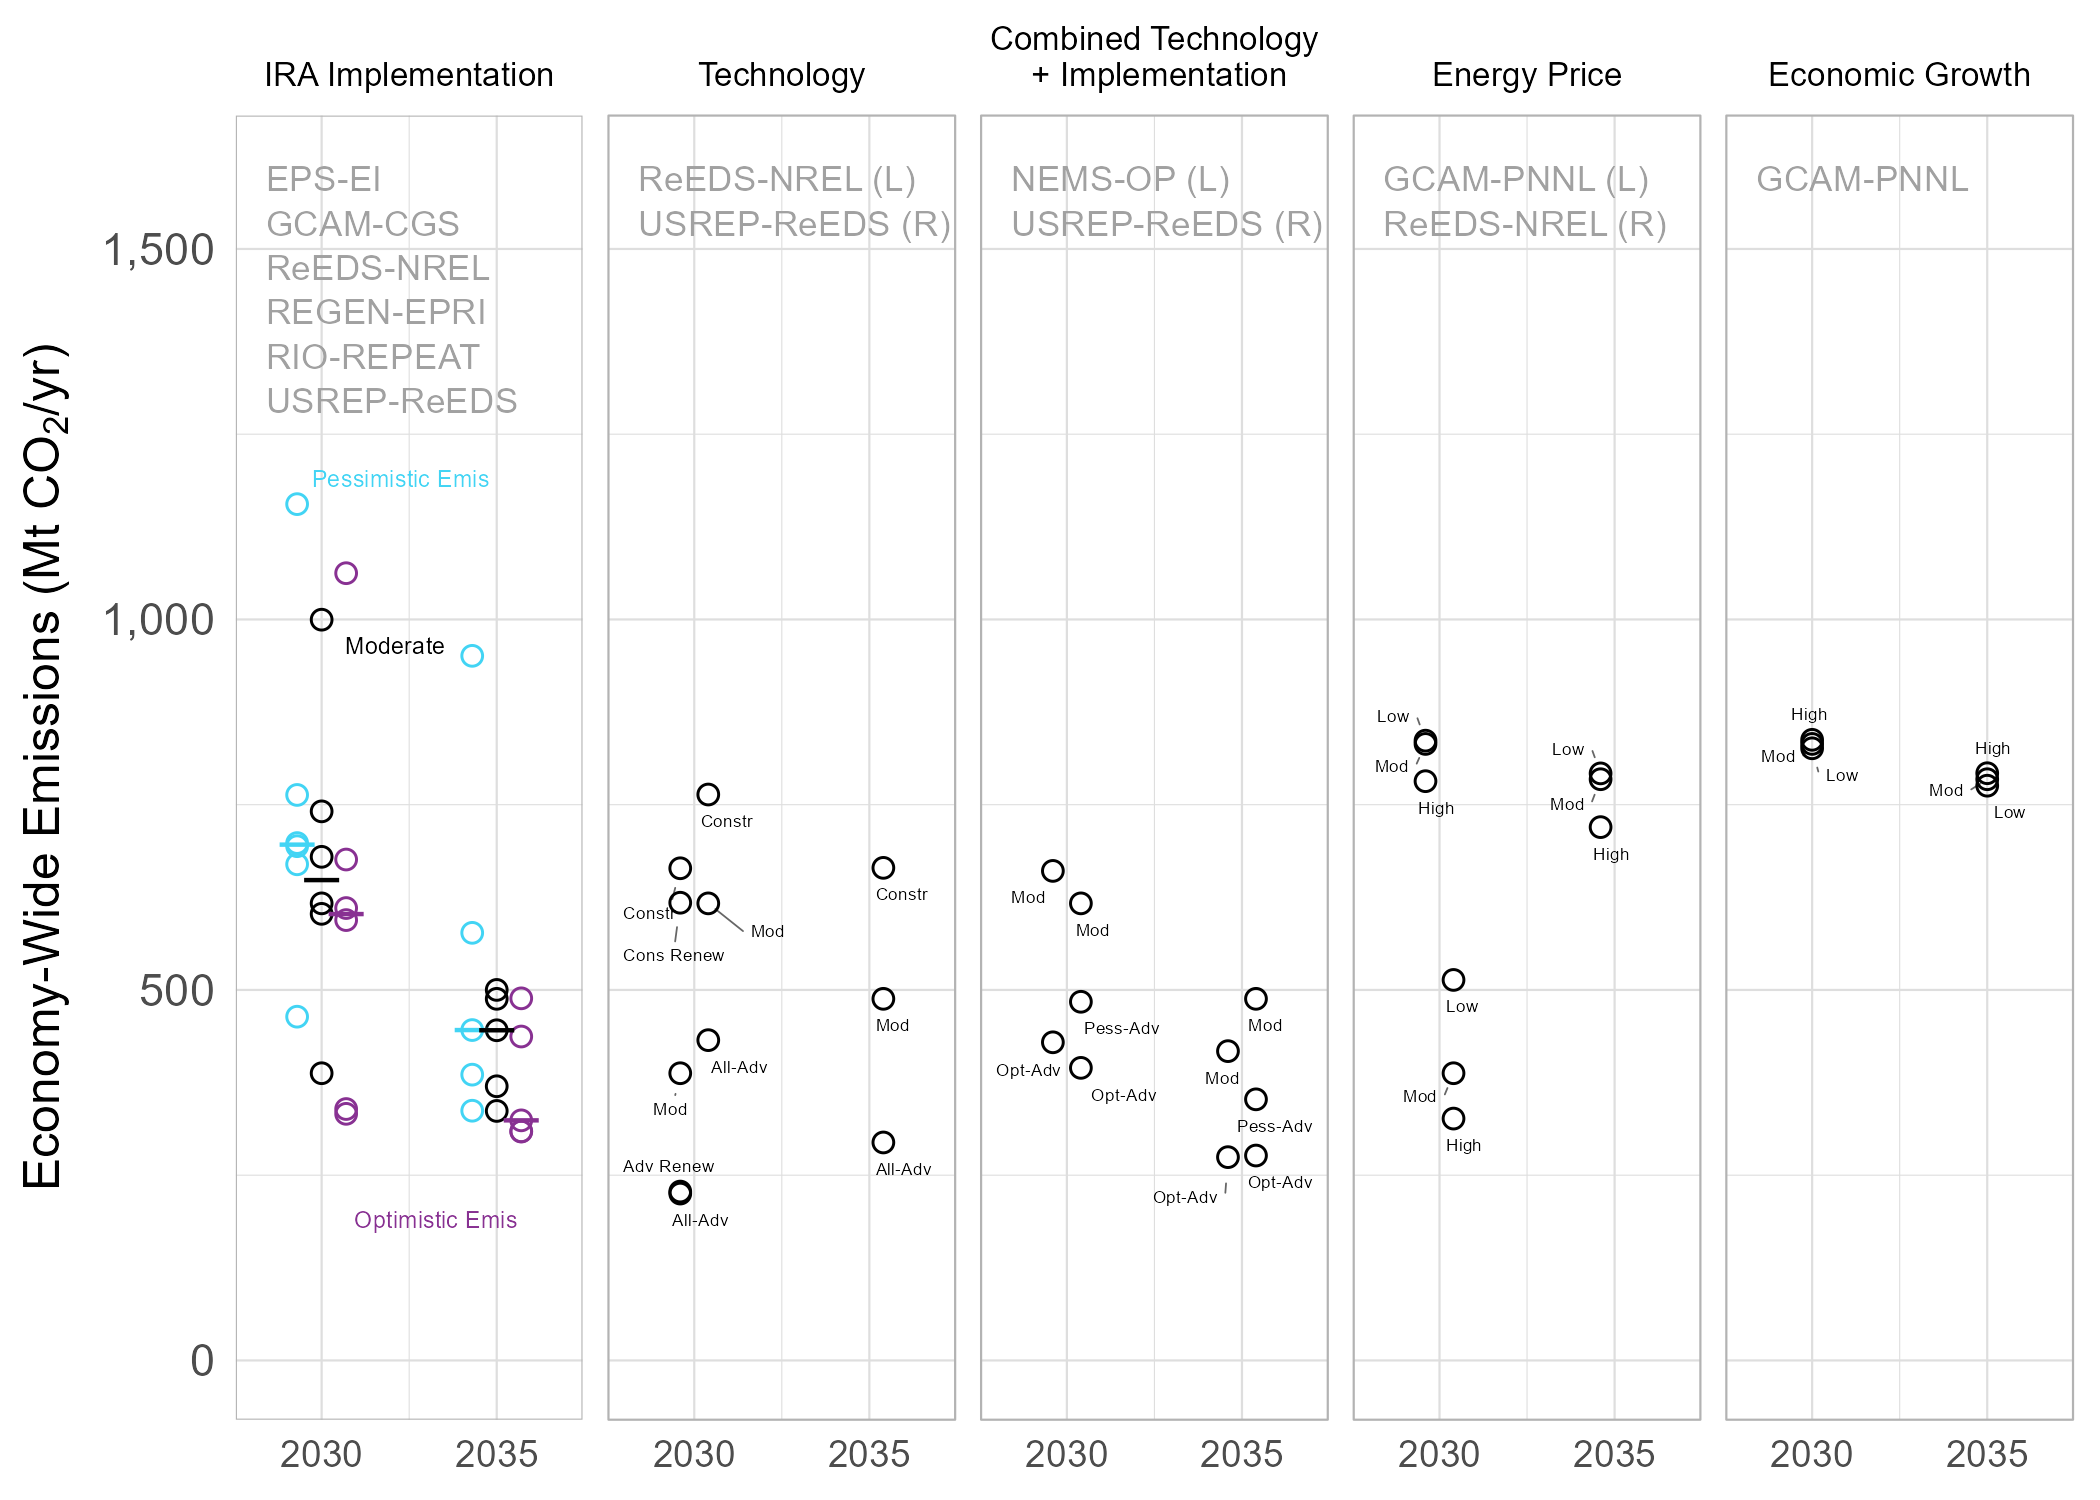 Combined Technology
IRA Implementation
Technology
+ Implementation
Energy Price
Economic Growth
Economy-Wide Emissions (Mt CO₂/yr)
1,500
1,000
500
0
EPS-EI
GCAM-CGS
ReEDS-NREL
REGEN-EPRI
RIO-REPEAT
USREP-ReEDS
Pessimistic Emis
Moderate
Optimistic Emis
2030
2035
ReEDS-NREL (L)
USREP-ReEDS (R)
Constr
Constr
Constr
Mod
Cons Renew
Mod
All-Adv
Mod
Adv Renew
All-Adv
All-Adv
2030
2035
NEMS-OP (L)
USREP-ReEDS (R)
Mod
Mod
Pess-Adv
Mod
Opt-Adv
Mod
Opt-Adv
Pess-Adv
Opt-Adv
Opt-Adv
2030
2035
GCAM-PNNL (L)
ReEDS-NREL (R)
Low
Low
Mod
Mod
High
High
Low
Mod
High
2030
2035
GCAM-PNNL
High
High
Mod
Low
Mod
Low
2030
2035